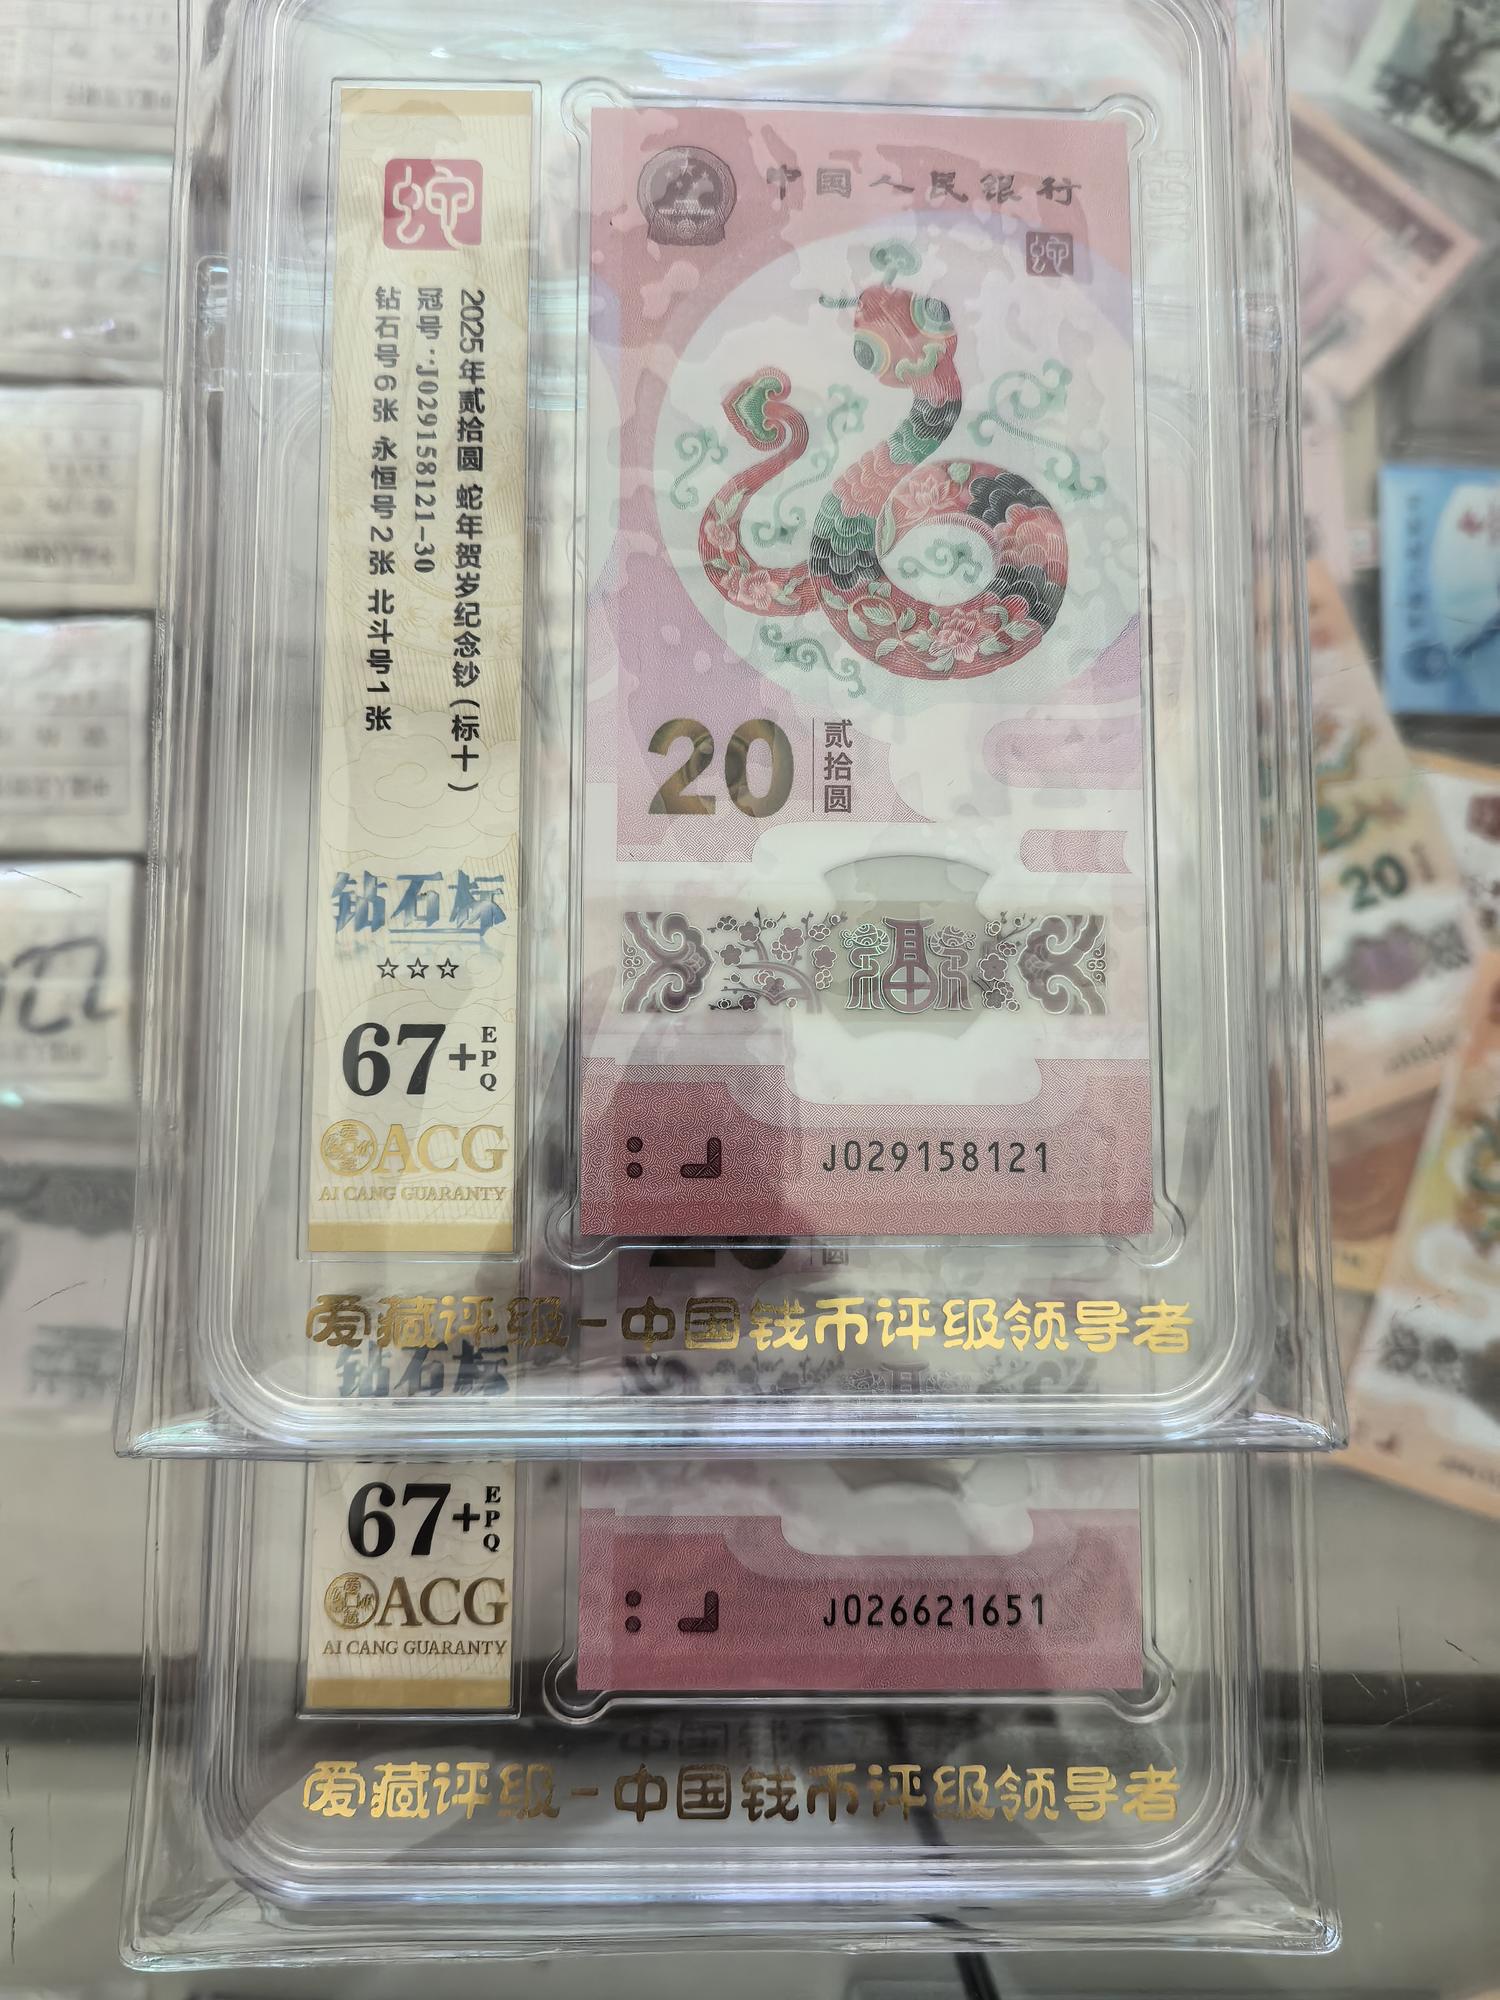 蛇
2025年贰拾圆 蛇年贺岁纪念钞（标十）
冠号：J029158121-30
钻石号6张 永恒号2张 北斗号1张
钻石标
☆☆☆
67+EPQ
ACG
AI CANG GUARANTY
中国人民银行
蛇
20 贰拾圆
福
J029158121
爱藏评级－中国钱币评级领导者
钻石标
67+EPQ
ACG
AI CANG GUARANTY
J026621651
爱藏评级－中国钱币评级领导者
20